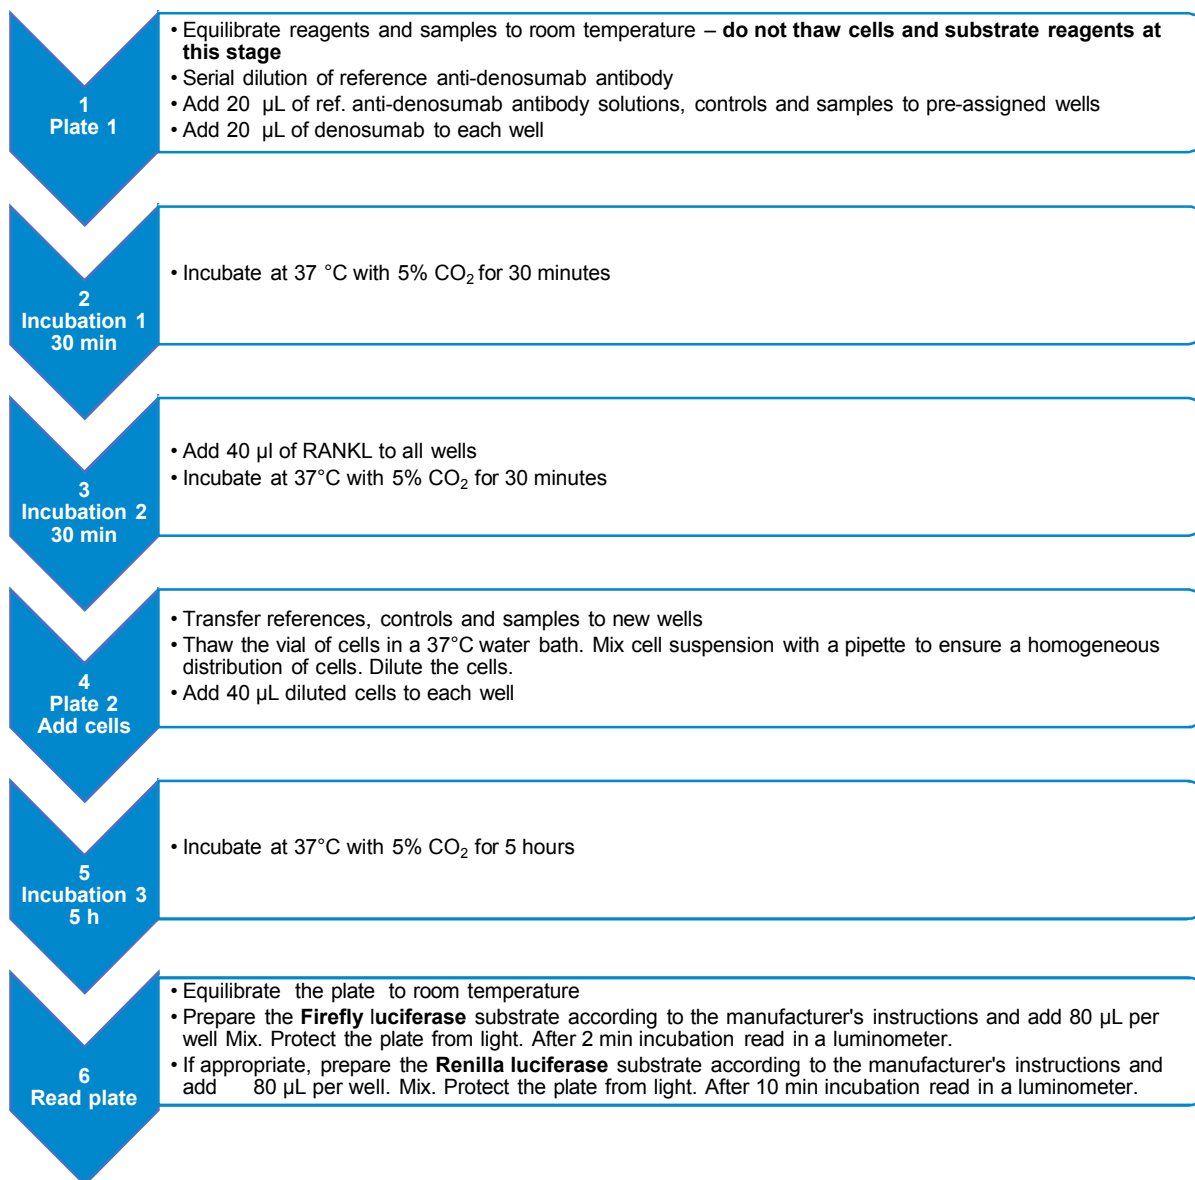 1
Plate 1
• Equilibrate reagents and samples to room temperature – do not thaw cells and substrate reagents at
this stage
• Serial dilution of reference anti-denosumab antibody
• Add 20 µL of ref. anti-denosumab antibody solutions, controls and samples to pre-assigned wells
• Add 20 µL of denosumab to each well
2
Incubation 1
30 min
• Incubate at 37 °C with 5% CO₂ for 30 minutes
3
Incubation 2
30 min
• Add 40 µl of RANKL to all wells
• Incubate at 37°C with 5% CO₂ for 30 minutes
4
Plate 2
Add cells
• Transfer references, controls and samples to new wells
• Thaw the vial of cells in a 37°C water bath. Mix cell suspension with a pipette to ensure a homogeneous
distribution of cells. Dilute the cells.
• Add 40 µL diluted cells to each well
5
Incubation 3
5 h
• Incubate at 37°C with 5% CO₂ for 5 hours
6
Read plate
• Equilibrate the plate to room temperature
• Prepare the Firefly luciferase substrate according to the manufacturer's instructions and add 80 µL per
well Mix. Protect the plate from light. After 2 min incubation read in a luminometer.
• If appropriate, prepare the Renilla luciferase substrate according to the manufacturer's instructions and
add 80 µL per well. Mix. Protect the plate from light. After 10 min incubation read in a luminometer.